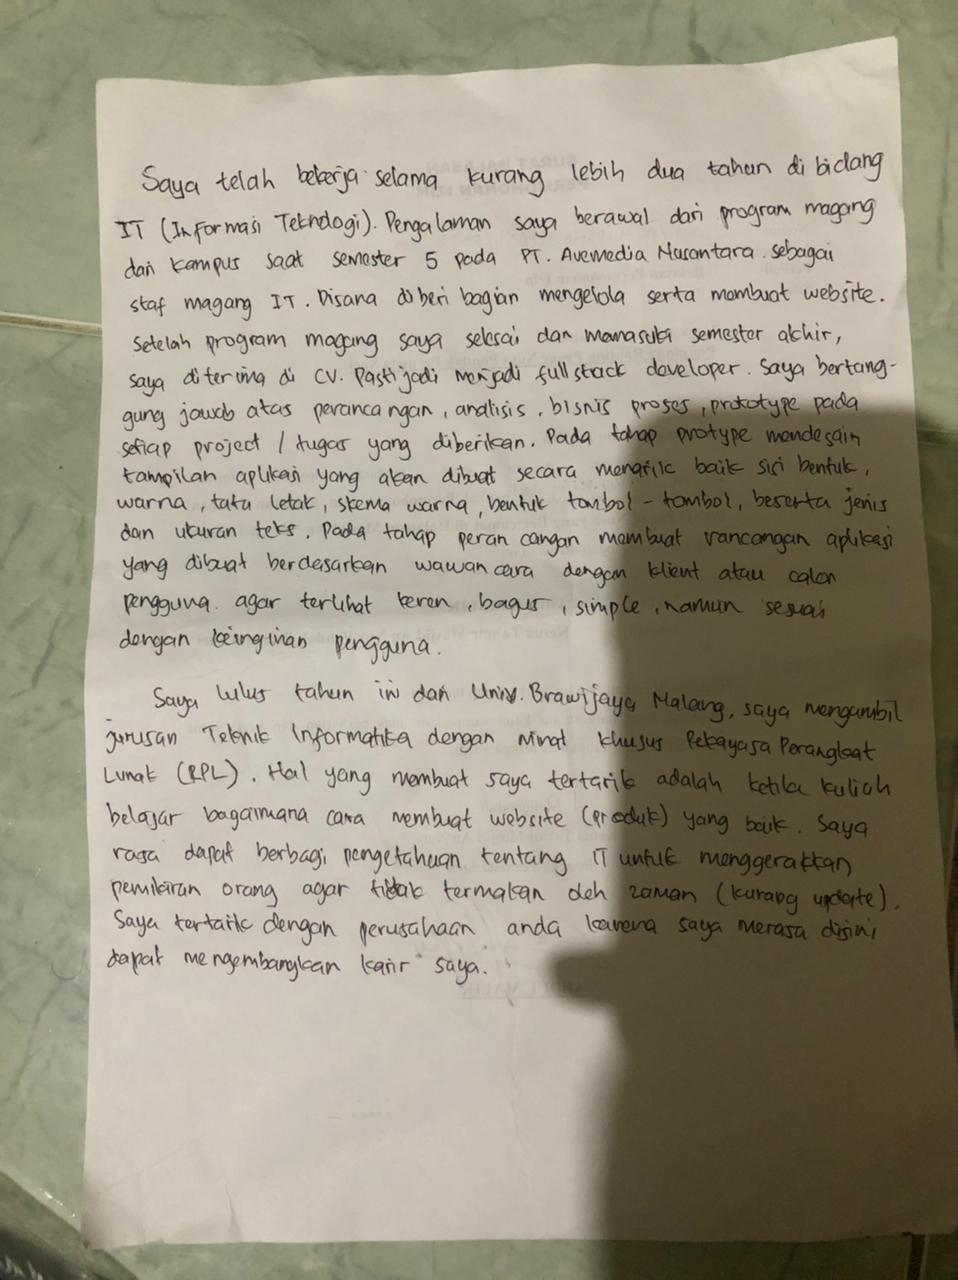 Saya telah bekerja selama kurang lebih dua tahun di bidang
IT (Informasi Teknologi). Pengalaman saya berawal dari program magang
dari kampus saat semester 5 pada PT. Avemedia Nusantara. sebagai
staf magang IT. Disana diberi bagian mengelola serta membuat website.
Setelah program magang saya selesai dan memasuki semester akhir,
saya diterima di CV. Pastijadi menjadi fullstack developer. Saya bertang-
gung jawab atas perancangan, analisis, bisnis proses, prototype pada
setiap project / tugas yang diberikan. Pada tahap protype mendesain
tampilan aplikasi yang akan dibuat secara menarik baik sisi bentuk,
warna, tata letak, skema warna, bentuk tombol - tombol, beserta jenis
dan ukuran teks. Pada tahap perancangan membuat rancangan aplikasi
yang dibuat berdesarkan wawancara dengan klient atau calon
pengguna. agar terlihat keren, bagus, simple, namun sesuai
dengan keinginan pengguna.
Saya lulus tahun ini dari Univ. Brawijaya Malang, saya mengambil
jurusan Teknik Informatika dengan minat khusus Rekayasa Perangkat
Lunak (RPL). Hal yang membuat saya tertarik adalah ketika kuliah
belajar bagaimana cara membuat website (produk) yang baik. Saya
rasa dapat berbagi pengetahuan tentang IT untuk menggerakkan
pemikiran orang agar tidak termakan oleh zaman (kurang update).
Saya tertarik dengan perusahaan anda karena saya merasa disini
dapat mengembangkan karir saya.